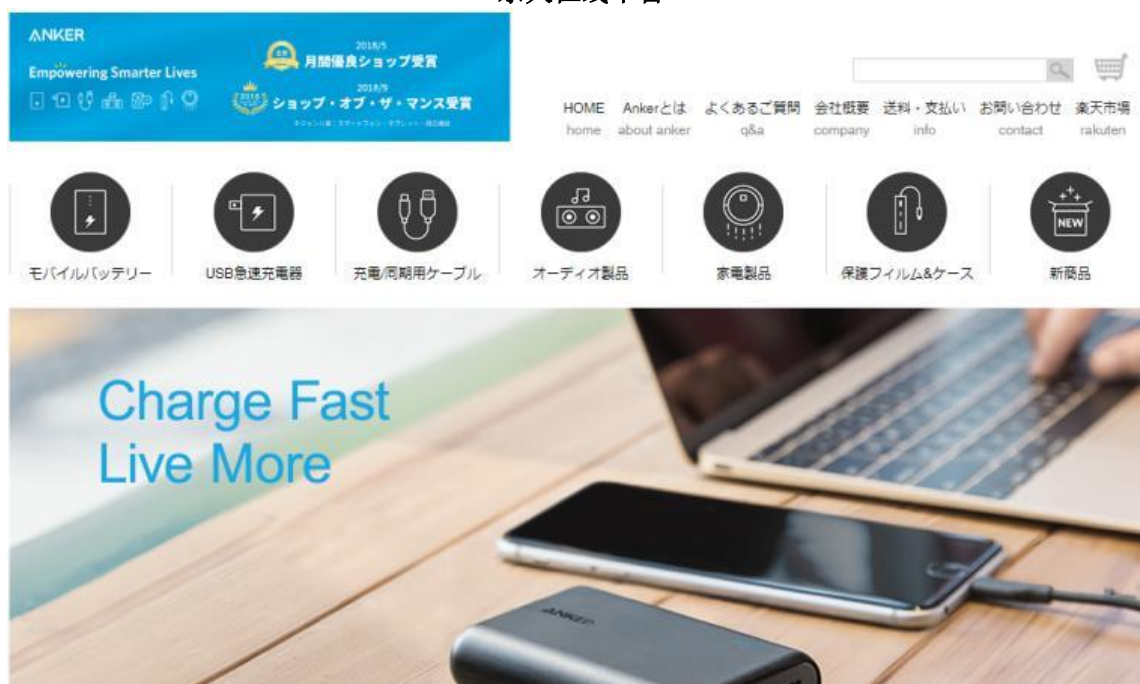 ANKER
Empowering Smarter Lives
2018/5
月間優良ショップ受賞
2018/9
ショップ・オブ・ザ・マンス受賞
HOME Ankerとは よくあるご質問 会社概要 送料・支払い お問い合わせ 楽天市場
home about anker q&a company info contact rakuten
NEW
モバイルバッテリー USB急速充電器 充電/同期用ケーブル オーディオ製品 家電製品 保護フィルム&ケース 新商品
Charge Fast
Live More
ANKER